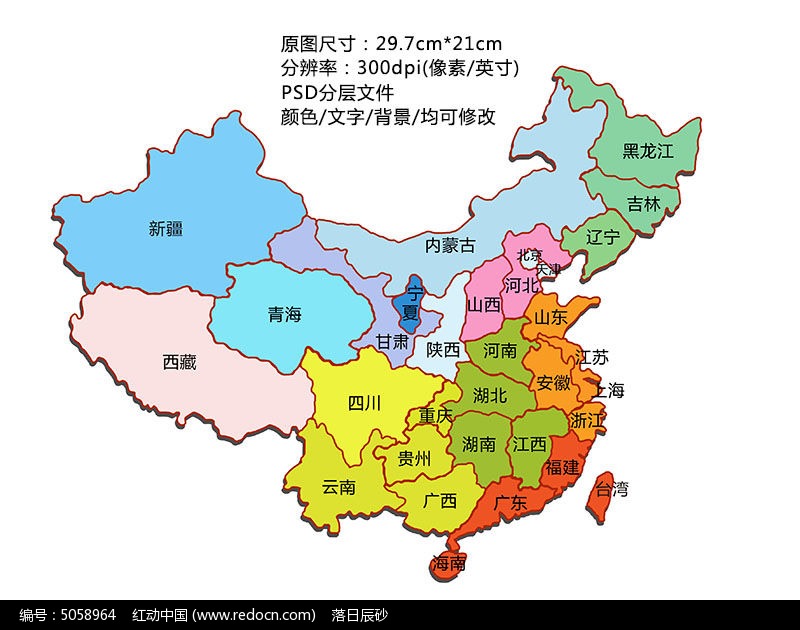 原图尺寸：29.7cm*21cm
分辨率：300dpi(像素/英寸)
PSD分层文件
颜色/文字/背景/均可修改
黑龙江
吉林
辽宁
新疆
内蒙古
北京
天津
河北
宁夏
山西
青海
山东
甘肃
陕西
河南
江苏
西藏
安徽
上海
湖北
四川
重庆
浙江
湖南
江西
贵州
福建
云南
台湾
广西
广东
海南
编号：5058964 红动中国 (www.redocn.com) 落日辰砂